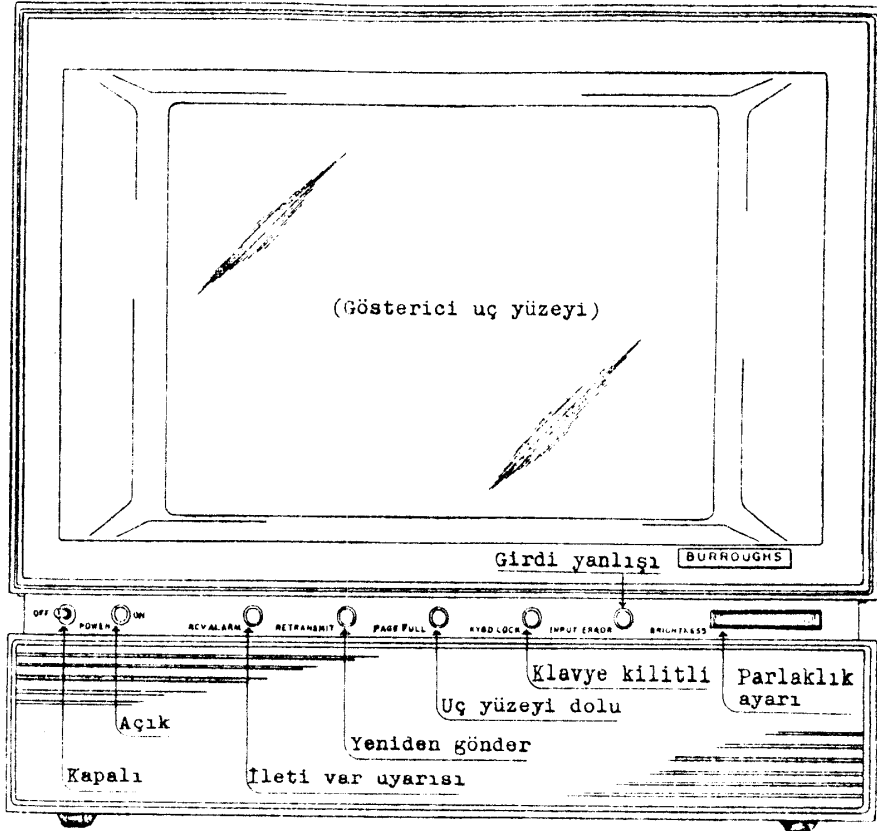 (Gösterici uç yüzeyi)
Girdi yanlışı
BURROUGHS
OFF
POWER
ON
RCV ALARM
RETRANSMIT
PAGE FULL
KYBD LOCK
INPUT ERROR
BRIGHTNESS
Klavye kilitli
Parlaklık
ayarı
Uç yüzeyi dolu
Açık
Yeniden gönder
Kapalı
İleti var uyarısı